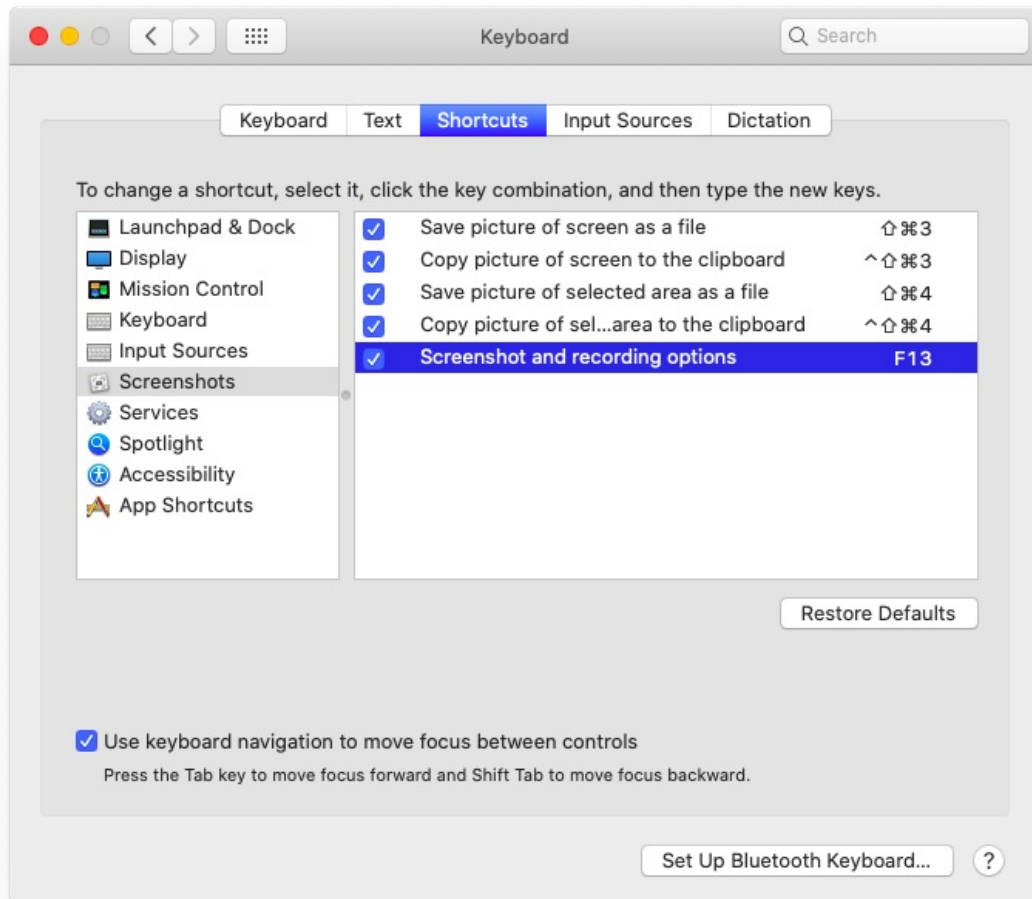 Keyboard
Search
Keyboard Text Shortcuts Input Sources Dictation
To change a shortcut, select it, click the key combination, and then type the new keys.
Launchpad & Dock
Display
Mission Control
Keyboard
Input Sources
Screenshots
Services
Spotlight
Accessibility
App Shortcuts
Save picture of screen as a file ⇧⌘3
Copy picture of screen to the clipboard ^⇧⌘3
Save picture of selected area as a file ⇧⌘4
Copy picture of sel...area to the clipboard ^⇧⌘4
Screenshot and recording options F13
Restore Defaults
Use keyboard navigation to move focus between controls
Press the Tab key to move focus forward and Shift Tab to move focus backward.
Set Up Bluetooth Keyboard... ?